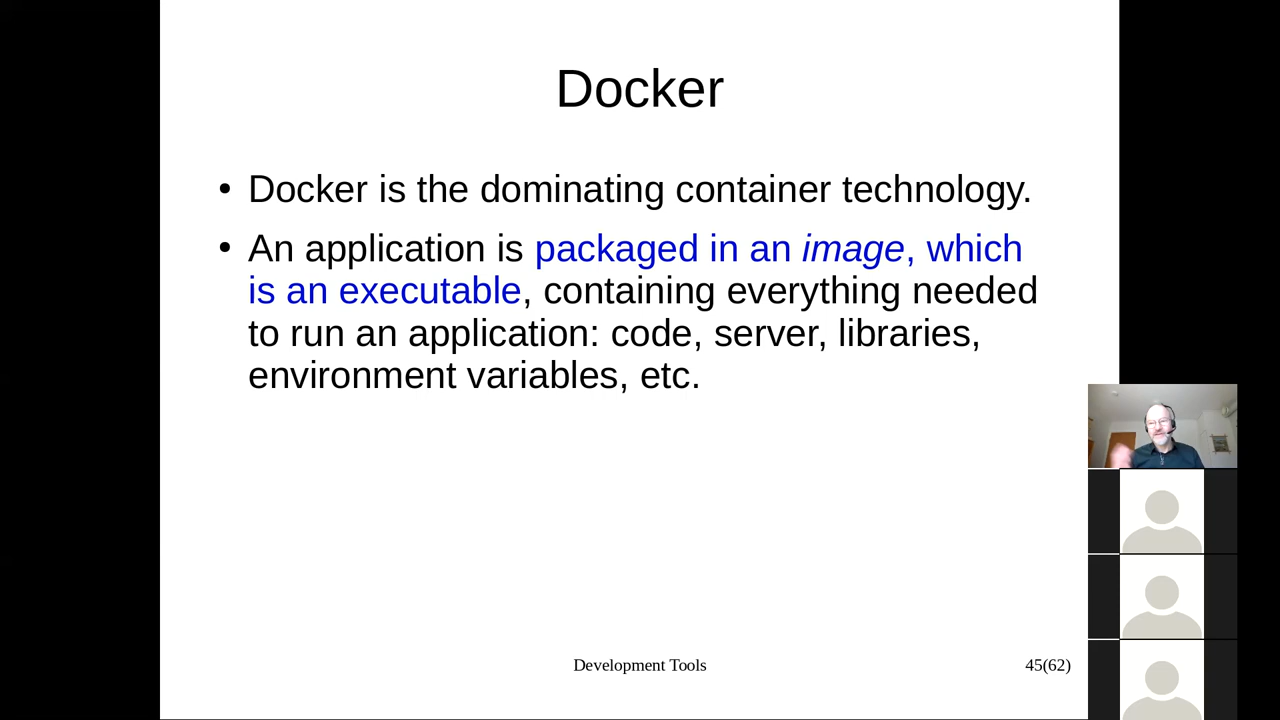 Docker
• Docker is the dominating container technology.
• An application is packaged in an image, which
is an executable, containing everything needed
to run an application: code, server, libraries,
environment variables, etc.
Development Tools
45(62)